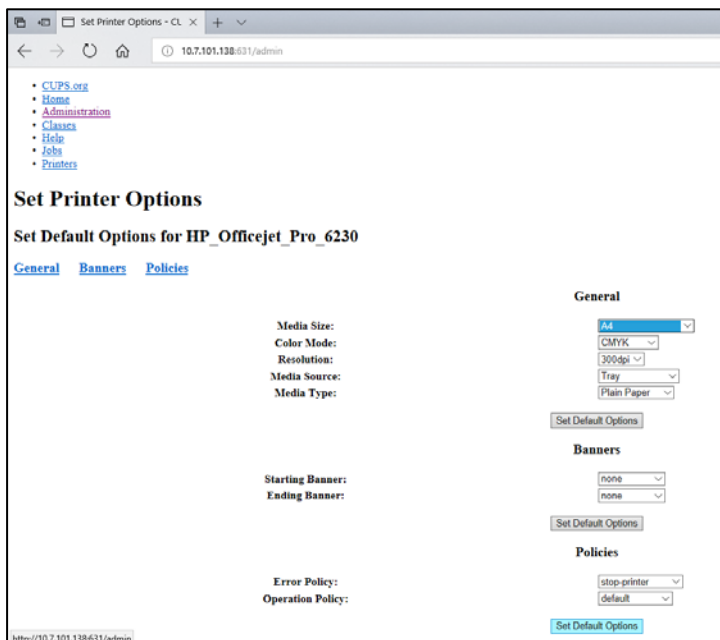 Set Printer Options - CL
10.7.101.138:631/admin
CUPS.org
Home
Administration
Classes
Help
Jobs
Printers
Set Printer Options
Set Default Options for HP_Officejet_Pro_6230
General Banners Policies
General
Media Size: A4
Color Mode: CMYK
Resolution: 300dpi
Media Source: Tray
Media Type: Plain Paper
Set Default Options
Banners
Starting Banner: none
Ending Banner: none
Set Default Options
Policies
Error Policy: stop-printer
Operation Policy: default
Set Default Options
http://10.7.101.138:631/admin